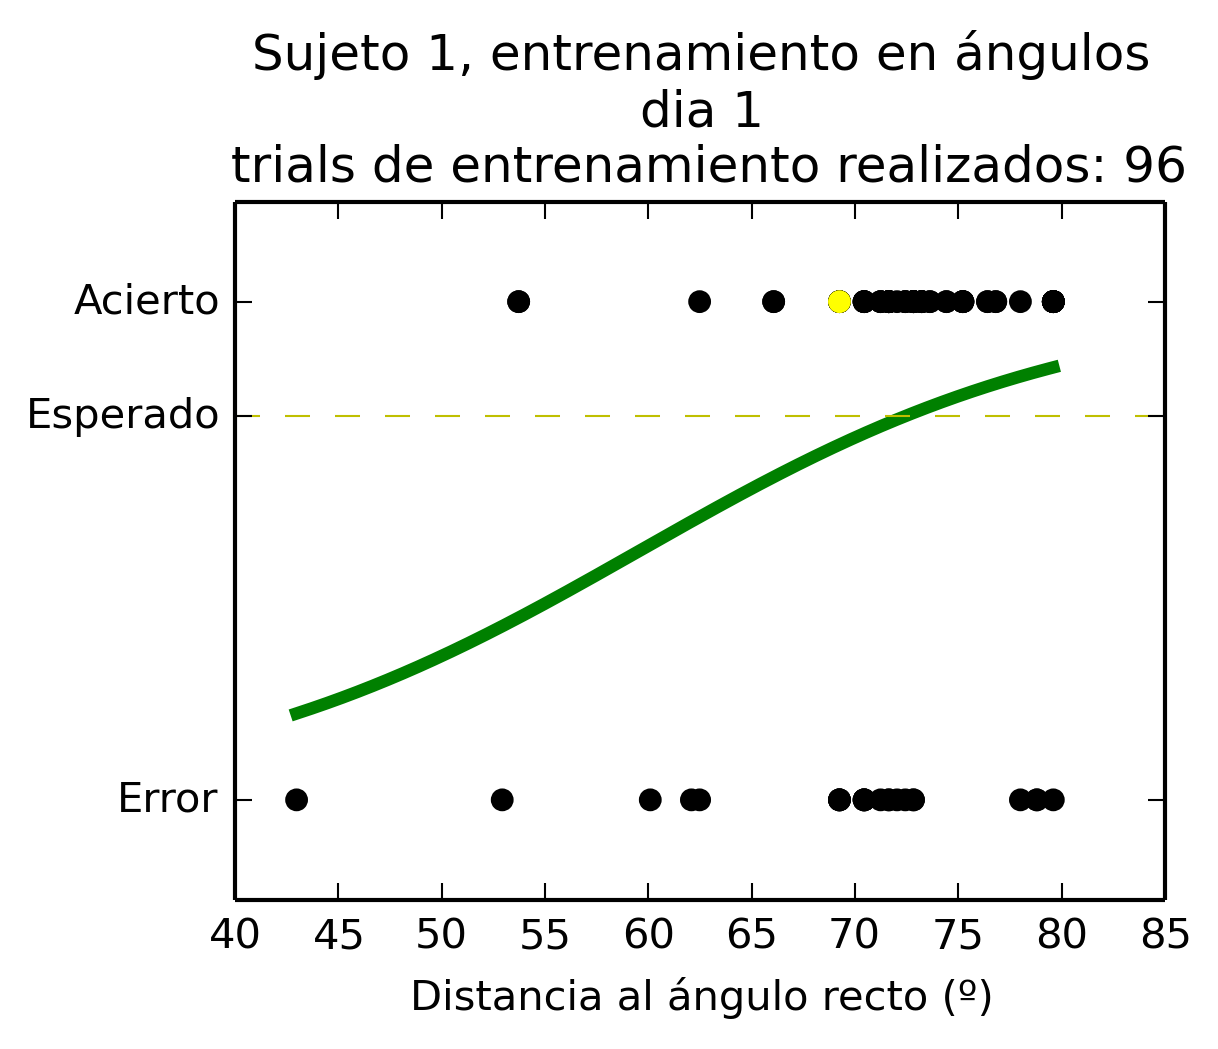 Sujeto 1, entrenamiento en ángulos
dia 1
trials de entrenamiento realizados: 96
Acierto
Esperado
Error
40 45 50 55 60 65 70 75 80 85
Distancia al ángulo recto (º)